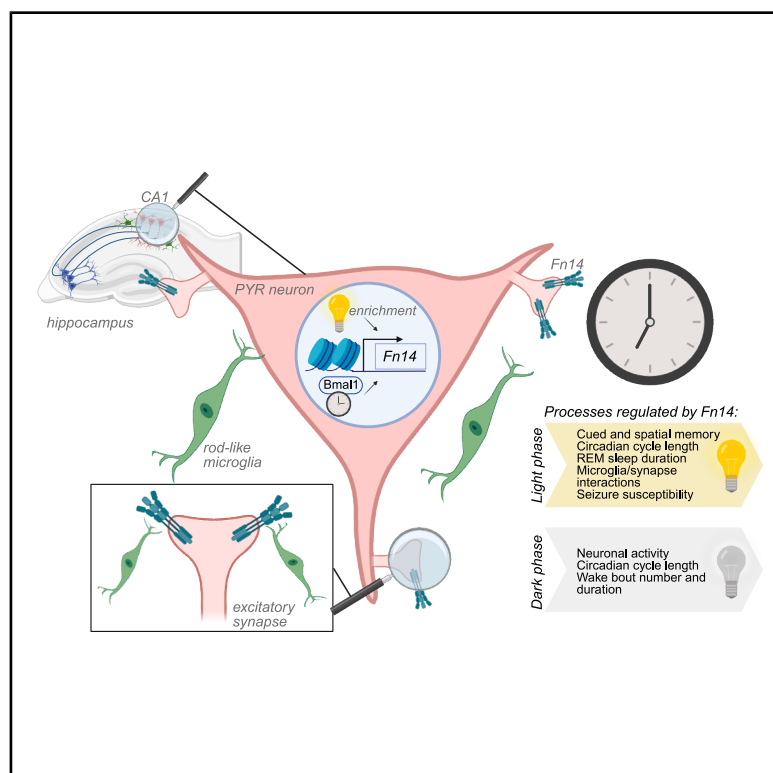 CA1
hippocampus
PYR neuron
Fn14
enrichment
Fn14
Bmal1
rod-like
microglia
excitatory
synapse
Processes regulated by Fn14:
Light phase
Cued and spatial memory
Circadian cycle length
REM sleep duration
Microglia/synapse
interactions
Seizure susceptibility
Dark phase
Neuronal activity
Circadian cycle length
Wake bout number and
duration